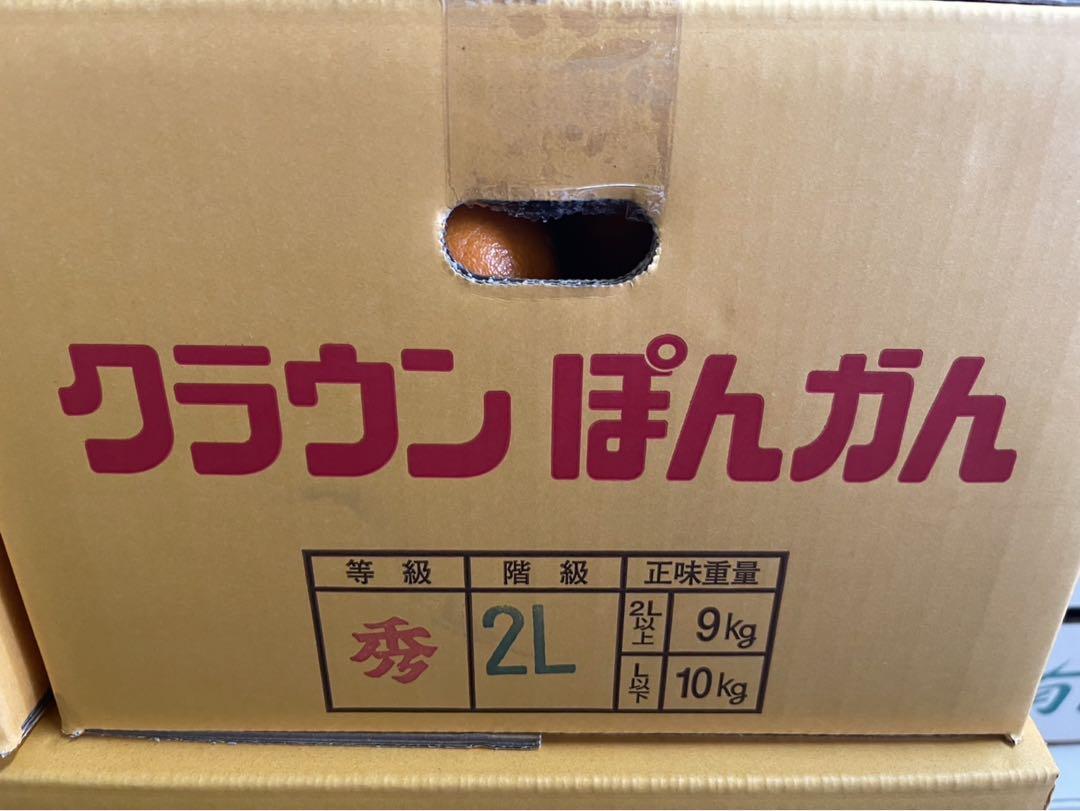 クラウン ぽんかん
等級 階級 正味重量
秀 2L 2L以上 9kg
L以下 10kg